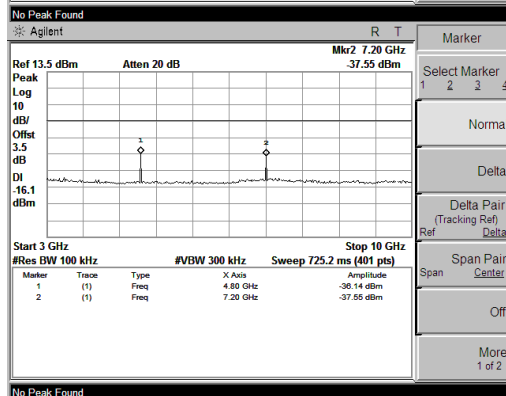 No Peak Found
Agilent R T
Mkr2 7.20 GHz
Ref 13.5 dBm Atten 20 dB -37.55 dBm
Peak
Log
10
dB/
Offst
3.5
dB
DI
-16.1
dBm
1
2
Start 3 GHz Stop 10 GHz
#Res BW 100 kHz #VBW 300 kHz Sweep 725.2 ms (401 pts)
Marker Trace Type X Axis Amplitude
1 (1) Freq 4.80 GHz -36.14 dBm
2 (1) Freq 7.20 GHz -37.55 dBm
Marker
Select Marker
1 2 3 4
Norma
Delta
Delta Pair
(Tracking Ref)
Ref Delta
Span Pair
Span Center
Off
More
1 of 2
No Peak Found